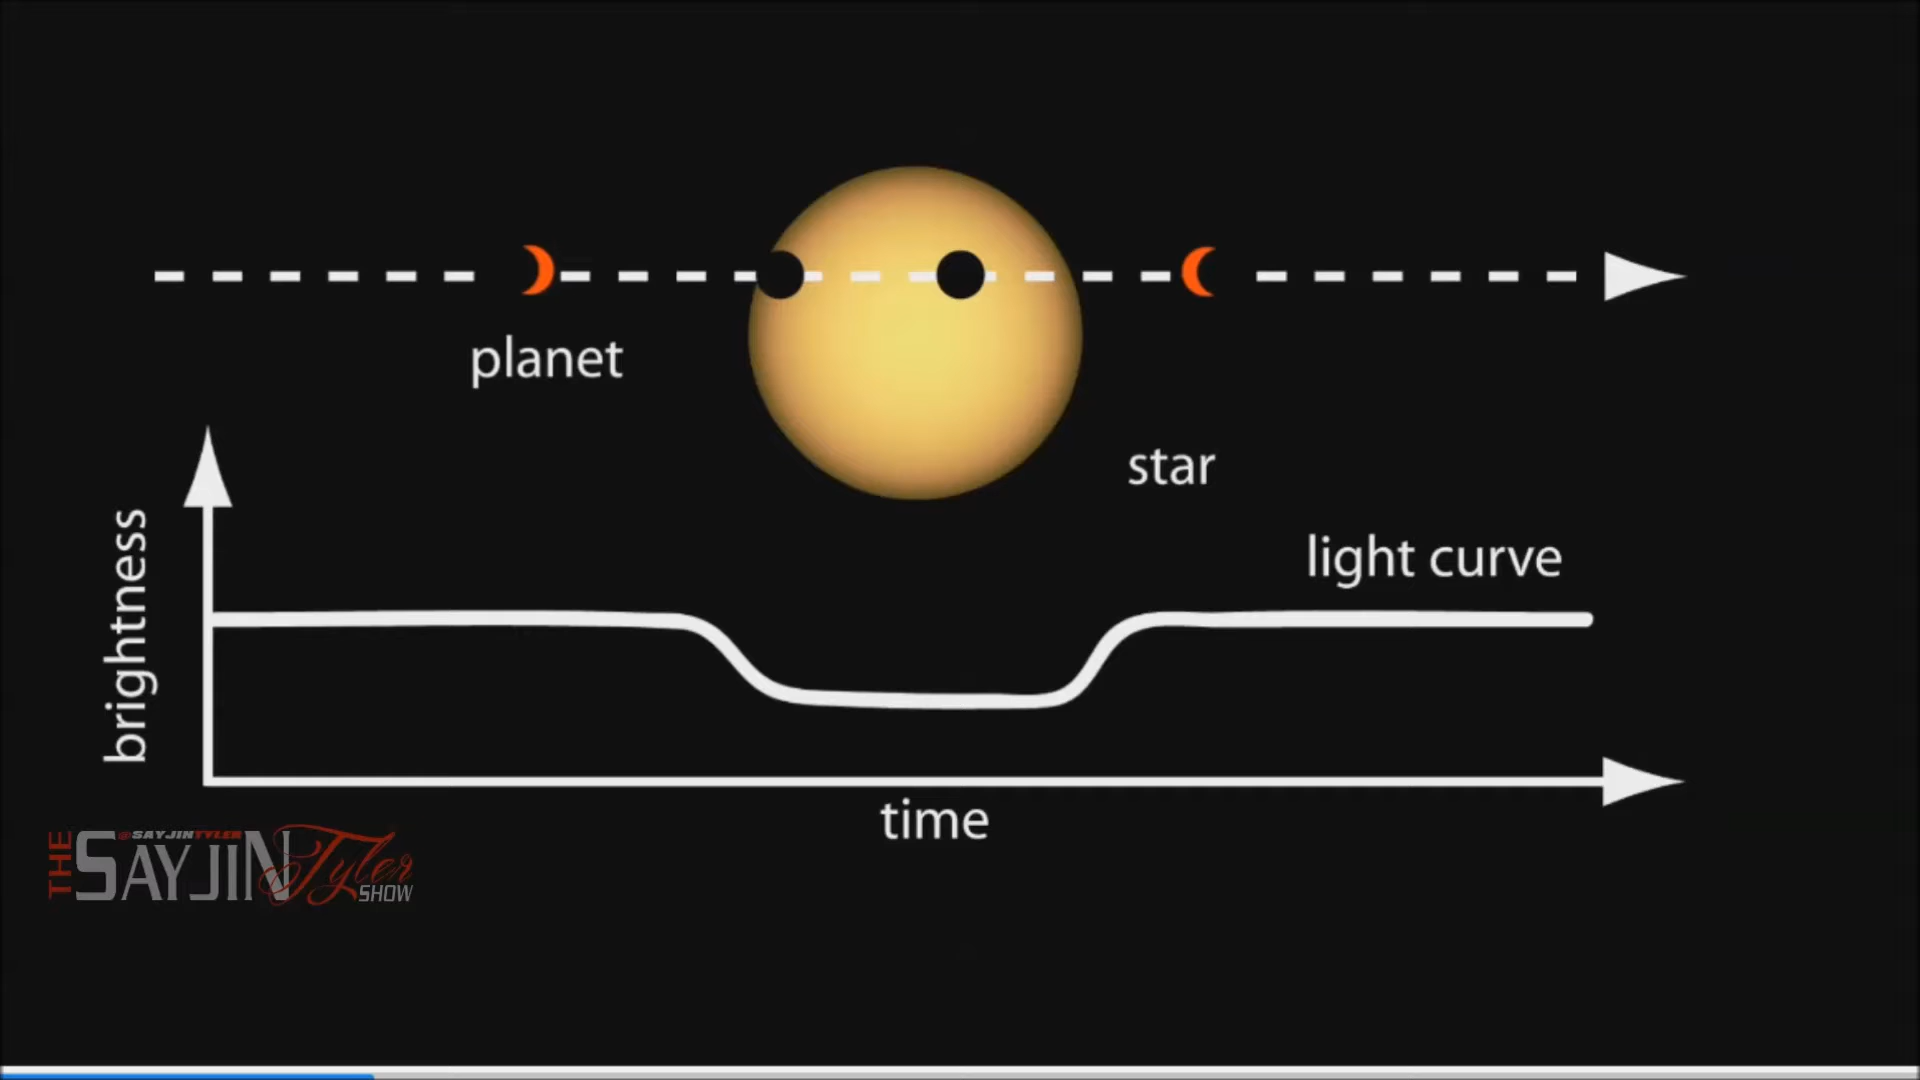 planet
star
light curve
brightness
time
@SAYJINTYLER
THE SAYJIN Tyler SHOW